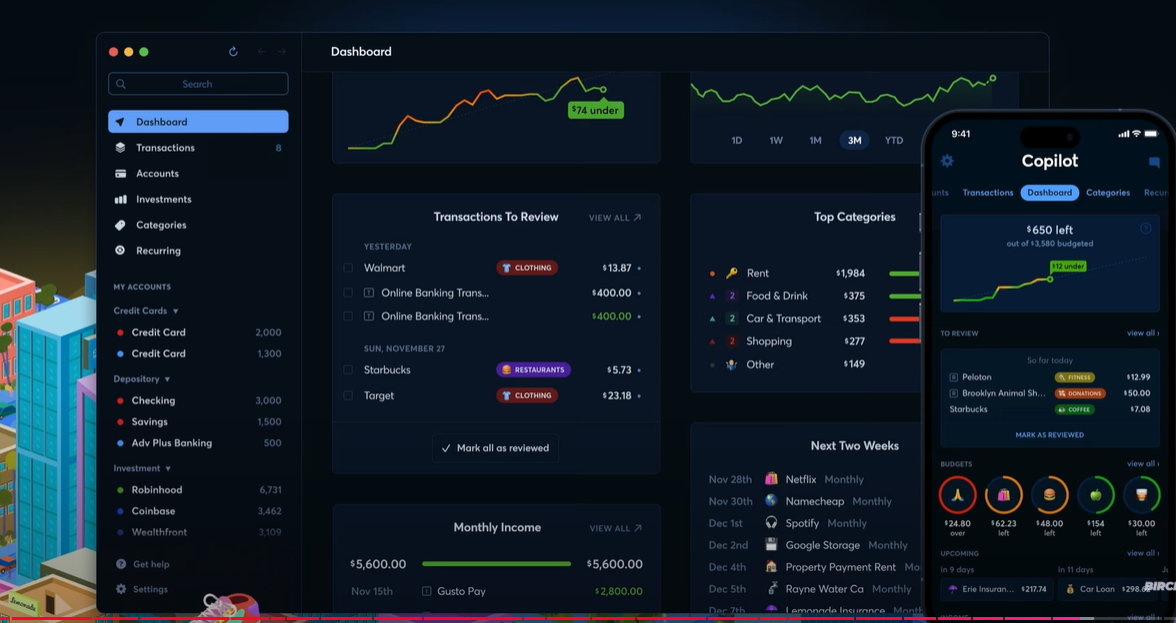 Dashboard
Search
Dashboard
Transactions 8
Accounts
Investments
Categories
Recurring
MY ACCOUNTS
Credit Cards
Credit Card 2,000
Credit Card 1,300
Depository
Checking 3,000
Savings 1,500
Adv Plus Banking 500
Investment
Robinhood 6,731
Coinbase 3,462
Wealthfront 3,109
Get help
Settings
$74 under
1D 1W 1M 3M YTD
Transactions To Review VIEW ALL
YESTERDAY
Walmart CLOTHING $13.87
T Online Banking Trans... $400.00
T Online Banking Trans... $400.00
SUN, NOVEMBER 27
Starbucks RESTAURANTS $5.73
Target CLOTHING $23.18
Mark all as reviewed
Monthly Income VIEW ALL
$5,600.00 $5,600.00
Nov 15th Gusto Pay $2,800.00
Top Categories
Rent $1,984
2 Food & Drink $375
2 Car & Transport $353
2 Shopping $277
Other $149
Next Two Weeks
Nov 28th Netflix Monthly
Nov 30th Namecheap Monthly
Dec 1st Spotify Monthly
Dec 2nd Google Storage Monthly
Dec 4th Property Payment Rent Mo
Dec 5th Rayne Water Ca Monthly
Dec 7th Lemonade Insurance Month
9:41
Copilot
unts Transactions Dashboard Categories Recur
$650 left
out of $3,580 budgeted
$12 under
TO REVIEW view all
So far today
Peloton FITNESS $12.99
Brooklyn Animal Sh... DONATIONS $50.00
Starbucks COFFEE $7.08
MARK AS REVIEWED
BUDGETS view all
$24.80 $62.23 $48.00 $154 $30.00
over left left left left
UPCOMING view all
in 9 days in 11 days
Erie Insuran... $217.74 Car Loan
INCOME view all
Lemonade